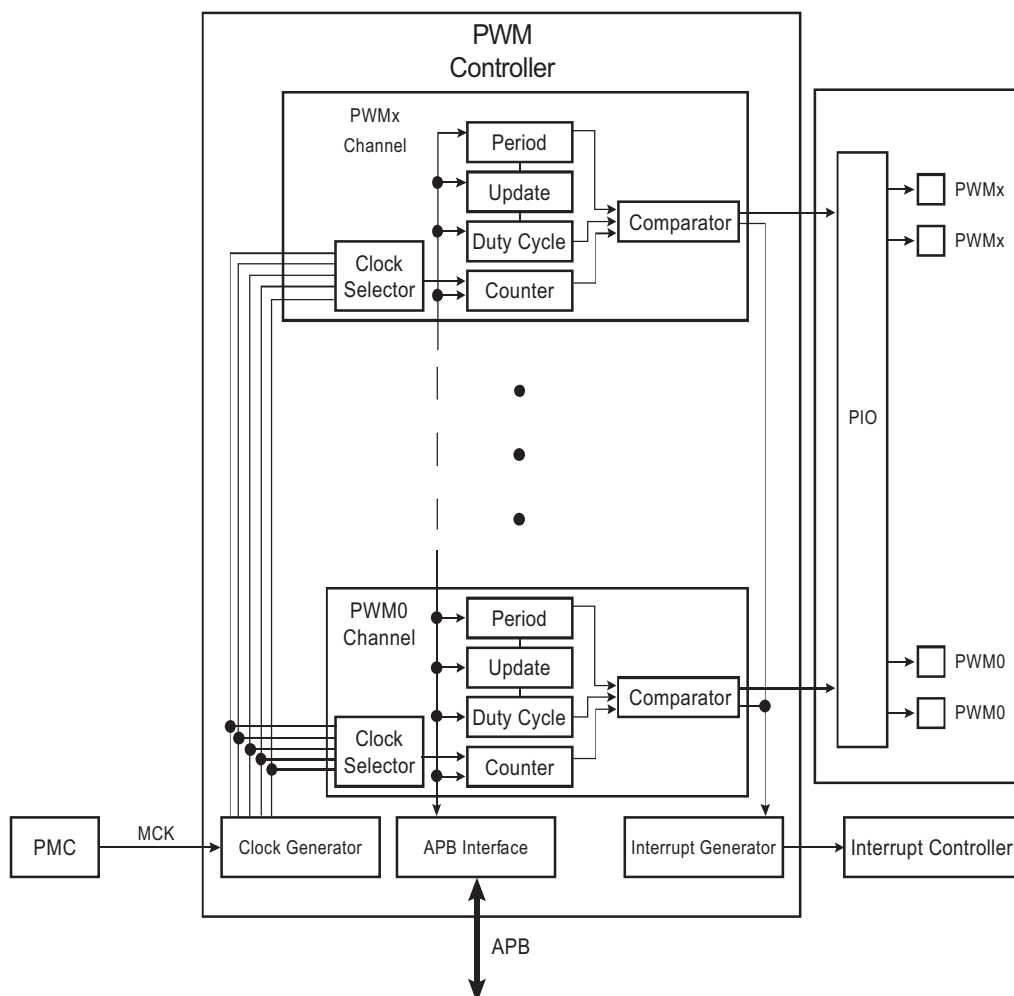 PWM
Controller
PWMx
Channel
Period
Update
Duty Cycle
Comparator
Clock
Selector
Counter
PWMx
PWMx
PIO
PWM0
Channel
Period
Update
Duty Cycle
Comparator
Clock
Selector
Counter
PWM0
PWM0
PMC
MCK
Clock Generator
APB Interface
Interrupt Generator
Interrupt Controller
APB